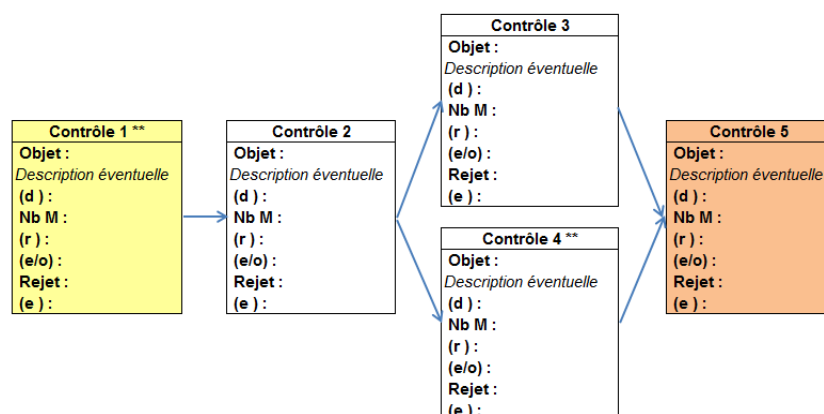 Contrôle 1 **
Objet :
Description éventuelle
(d ) :
Nb M :
(r ) :
(e/o) :
Rejet :
(e ) :
Contrôle 2
Objet :
Description éventuelle
(d ) :
Nb M :
(r ) :
(e/o) :
Rejet :
(e ) :
Contrôle 3
Objet :
Description éventuelle
(d ) :
Nb M :
(r ) :
(e/o) :
Rejet :
(e ) :
Contrôle 4 **
Objet :
Description éventuelle
(d ) :
Nb M :
(r ) :
(e/o) :
Rejet :
(e ) :
Contrôle 5
Objet :
Description éventuelle
(d ) :
Nb M :
(r ) :
(e/o) :
Rejet :
(e ) :